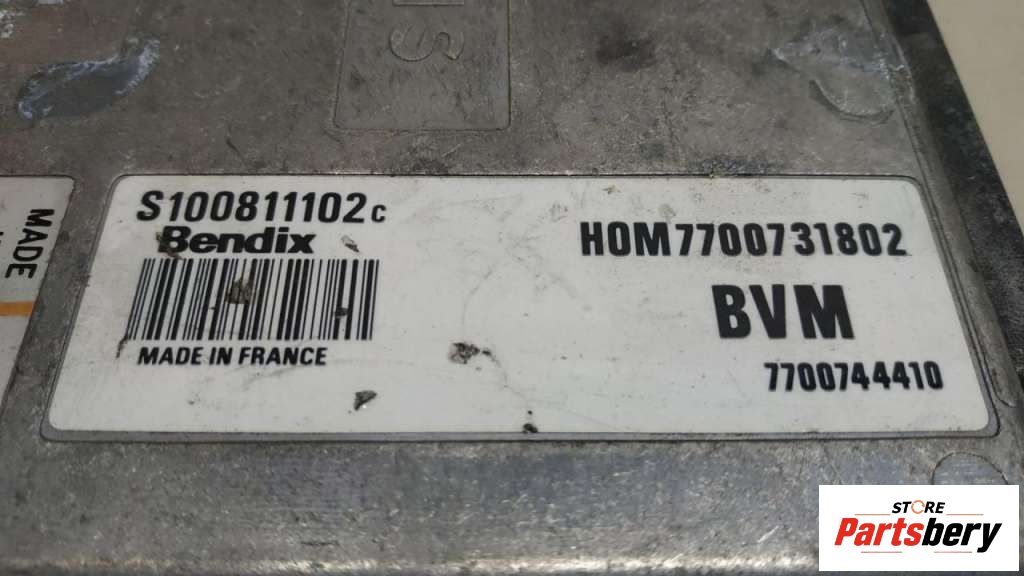 S100811102C
Bendix
MADE IN FRANCE
HOM7700731802
BVM
7700744410
MADE
STORE
Partsbery